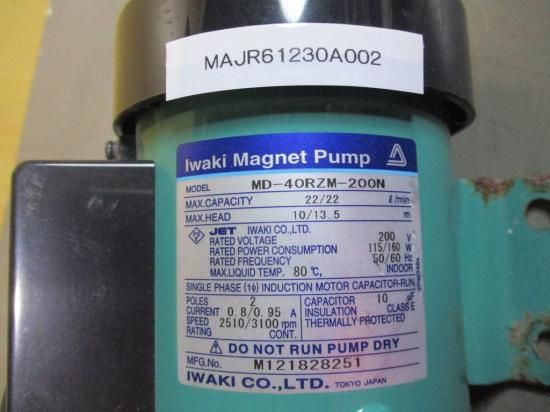 MAJR61230A002
Iwaki Magnet Pump
MODEL MD-40RZM-200N
MAX.CAPACITY 22/22 ℓ/min
MAX.HEAD 10/13.5 m
JET IWAKI CO.,LTD.
RATED VOLTAGE 200 V
RATED POWER CONSUMPTION 115/160 W
RATED FREQUENCY 50/60 Hz
MAX.LIQUID TEMP. 80℃, INDOOR
SINGLE PHASE (1ϕ) INDUCTION MOTOR CAPACITOR-RUN
POLES 2 CAPACITOR 10 μF
CURRENT 0.8/0.95 A INSULATION CLASS E
SPEED 2510/3100 rpm THERMALLY PROTECTED
RATING CONT.
⚠ DO NOT RUN PUMP DRY
MFG.No. M121828251
IWAKI CO.,LTD. TOKYO JAPAN